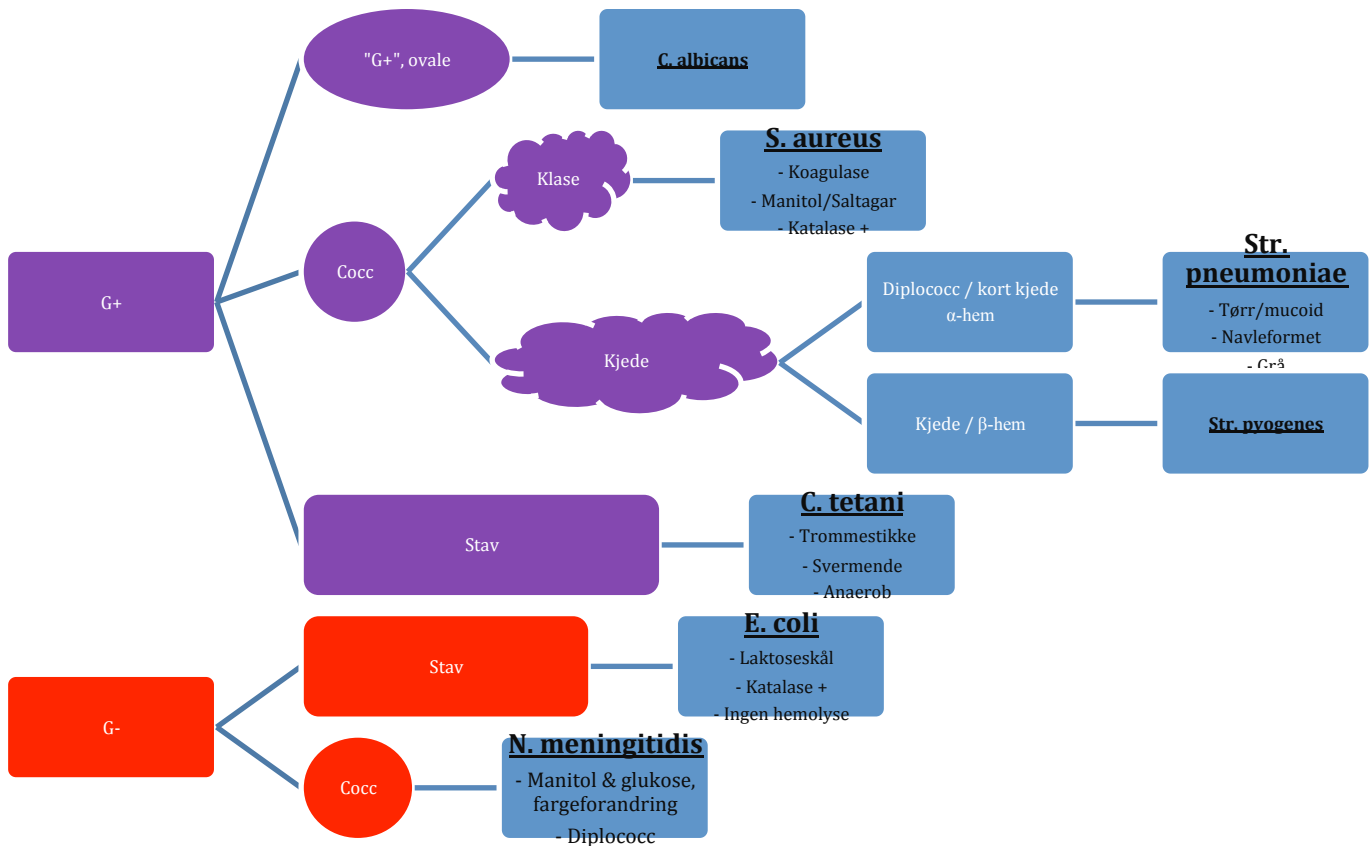 "G+", ovale
C. albicans
Klase
S. aureus
- Koagulase
- Manitol/Saltagar
- Katalase +
G+
Cocc
Kjede
Diplococc / kort kjede
α-hem
Str.
pneumoniae
- Tørr/mucoid
- Navleformet
- Grå
Kjede / β-hem
Str. pyogenes
Stav
C. tetani
- Trommestikke
- Svermende
- Anaerob
G-
Stav
E. coli
- Laktoseskål
- Katalase +
- Ingen hemolyse
Cocc
N. meningitidis
- Manitol & glukose,
fargeforandring
- Diplococc